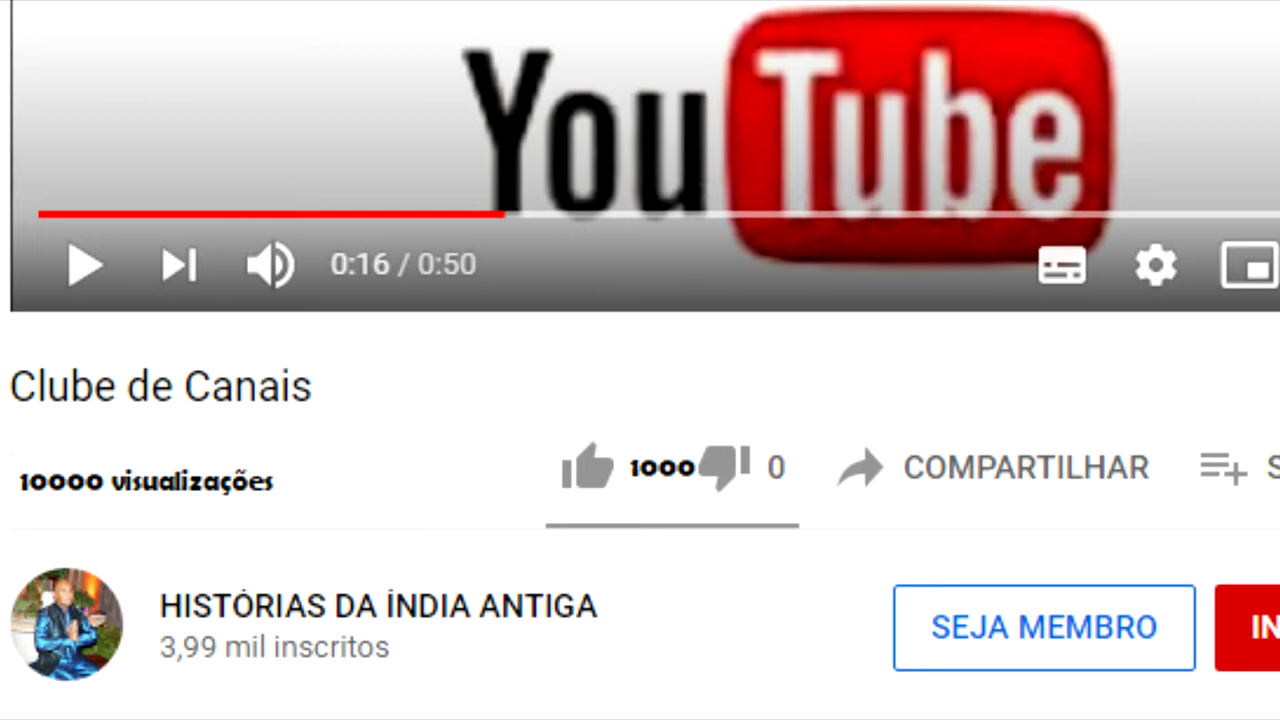 YouTube
0:16 / 0:50
Clube de Canais
10000 visualizações
1000 0 COMPARTILHAR S
HISTÓRIAS DA ÍNDIA ANTIGA
3,99 mil inscritos
SEJA MEMBRO IN